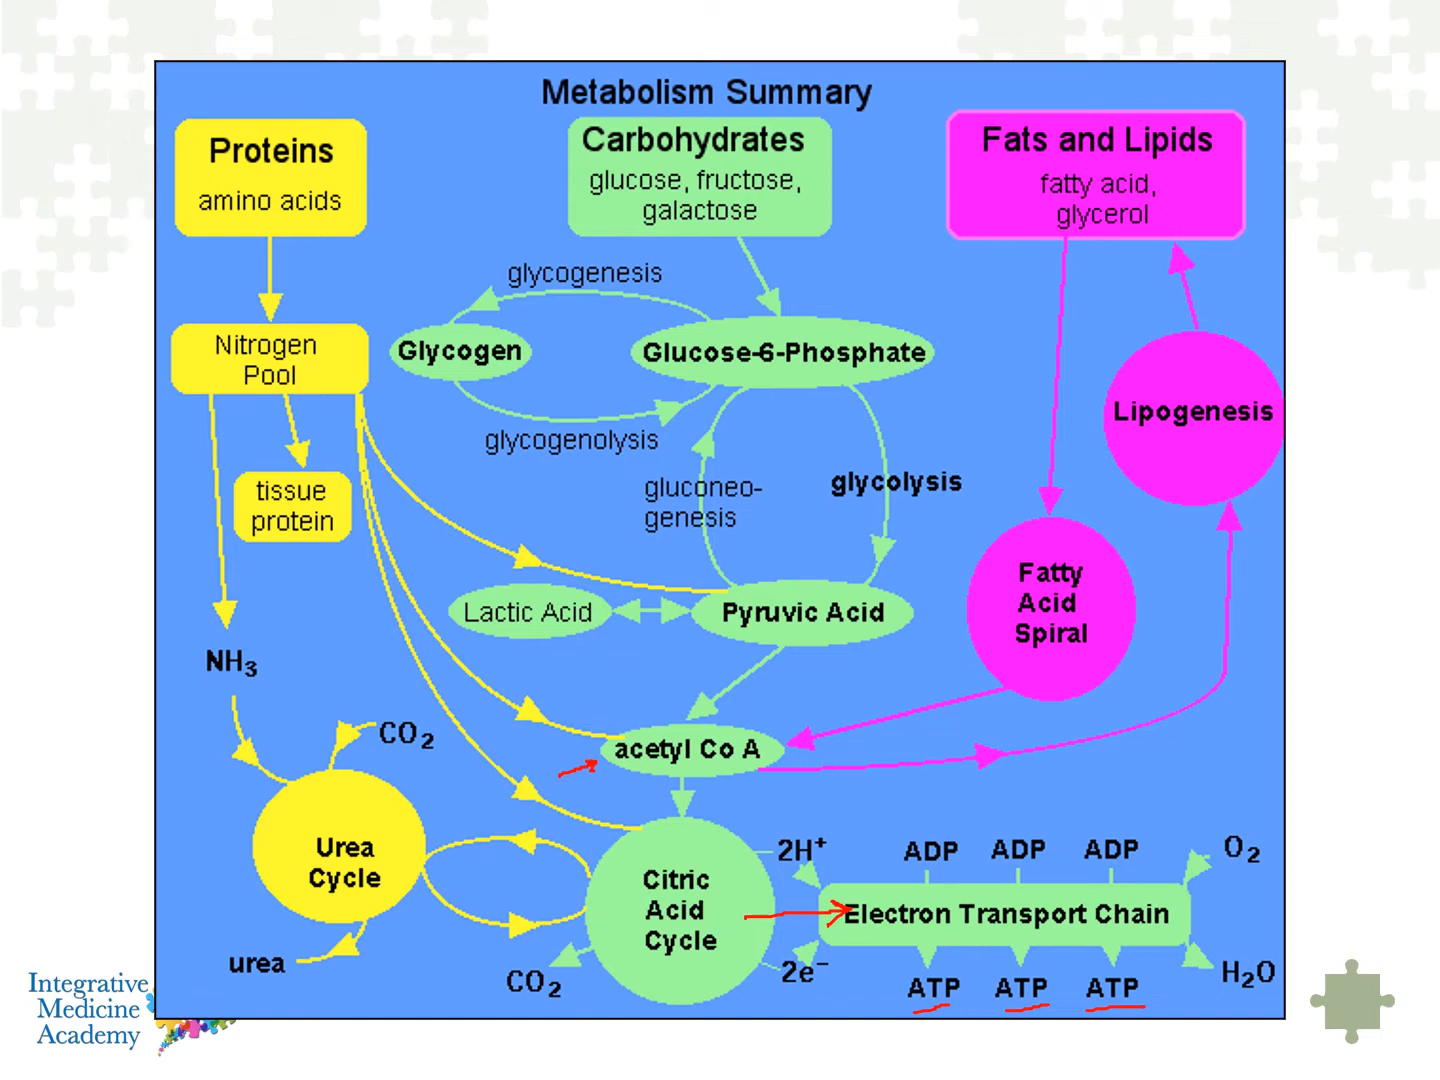 Metabolism Summary
Proteins
amino acids
Carbohydrates
glucose, fructose,
galactose
Fats and Lipids
fatty acid,
glycerol
glycogenesis
Nitrogen
Pool
Glycogen
Glucose-6-Phosphate
Lipogenesis
glycogenolysis
tissue
protein
gluconeo-
genesis
glycolysis
Fatty
Acid
Spiral
Lactic Acid
Pyruvic Acid
NH3
CO2
acetyl Co A
Urea
Cycle
Citric
Acid
Cycle
2H+
ADP
ADP
ADP
O2
Electron Transport Chain
urea
CO2
2e−
ATP
ATP
ATP
H2O
Integrative
Medicine
Academy